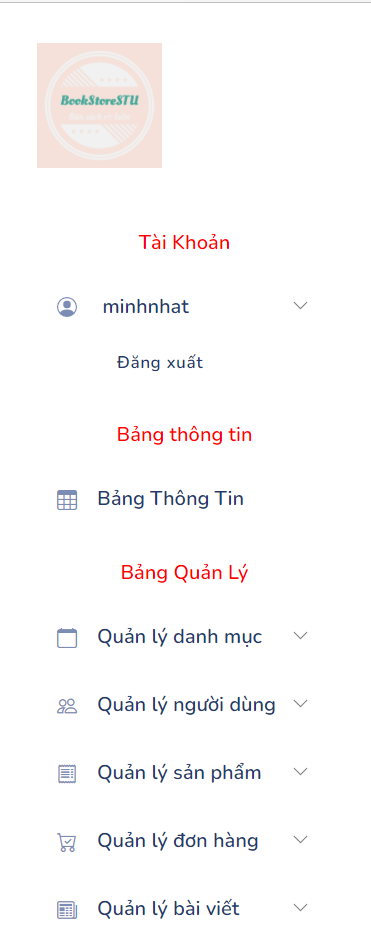 BookStoreSTU
Tài Khoản
minhnhat
Đăng xuất
Bảng thông tin
Bảng Thông Tin
Bảng Quản Lý
Quản lý danh mục
Quản lý người dùng
Quản lý sản phẩm
Quản lý đơn hàng
Quản lý bài viết